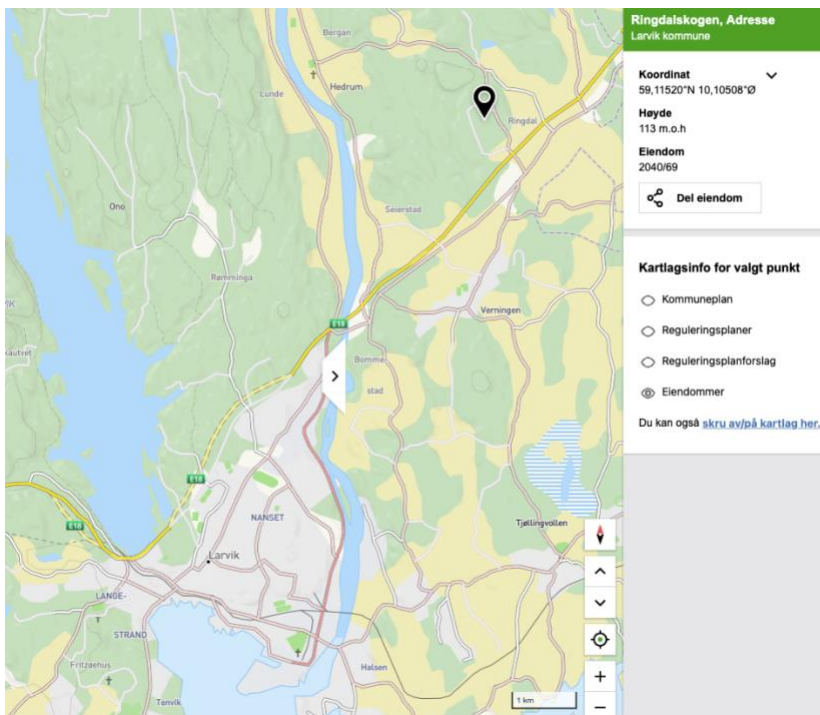 Bergan
Hedrum
Lunde
Ringdal
Ono
Seierstad
Rømminga
Verningen
E18
Bomme-
stad
E18
NANSET
E18
Tjøllingvollen
Larvik
LANGE-
STRAND
Fritzøehus
Halsen
Tenvik
1 km
Ringdalskogen, Adresse
Larvik kommune
Koordinat
59,11520°N 10,10508°Ø
Høyde
113 m.o.h
Eiendom
2040/69
Del eiendom
Kartlagsinfo for valgt punkt
Kommuneplan
Reguleringsplaner
Reguleringsplanforslag
Eiendommer
Du kan også skru av/på kartlag her.